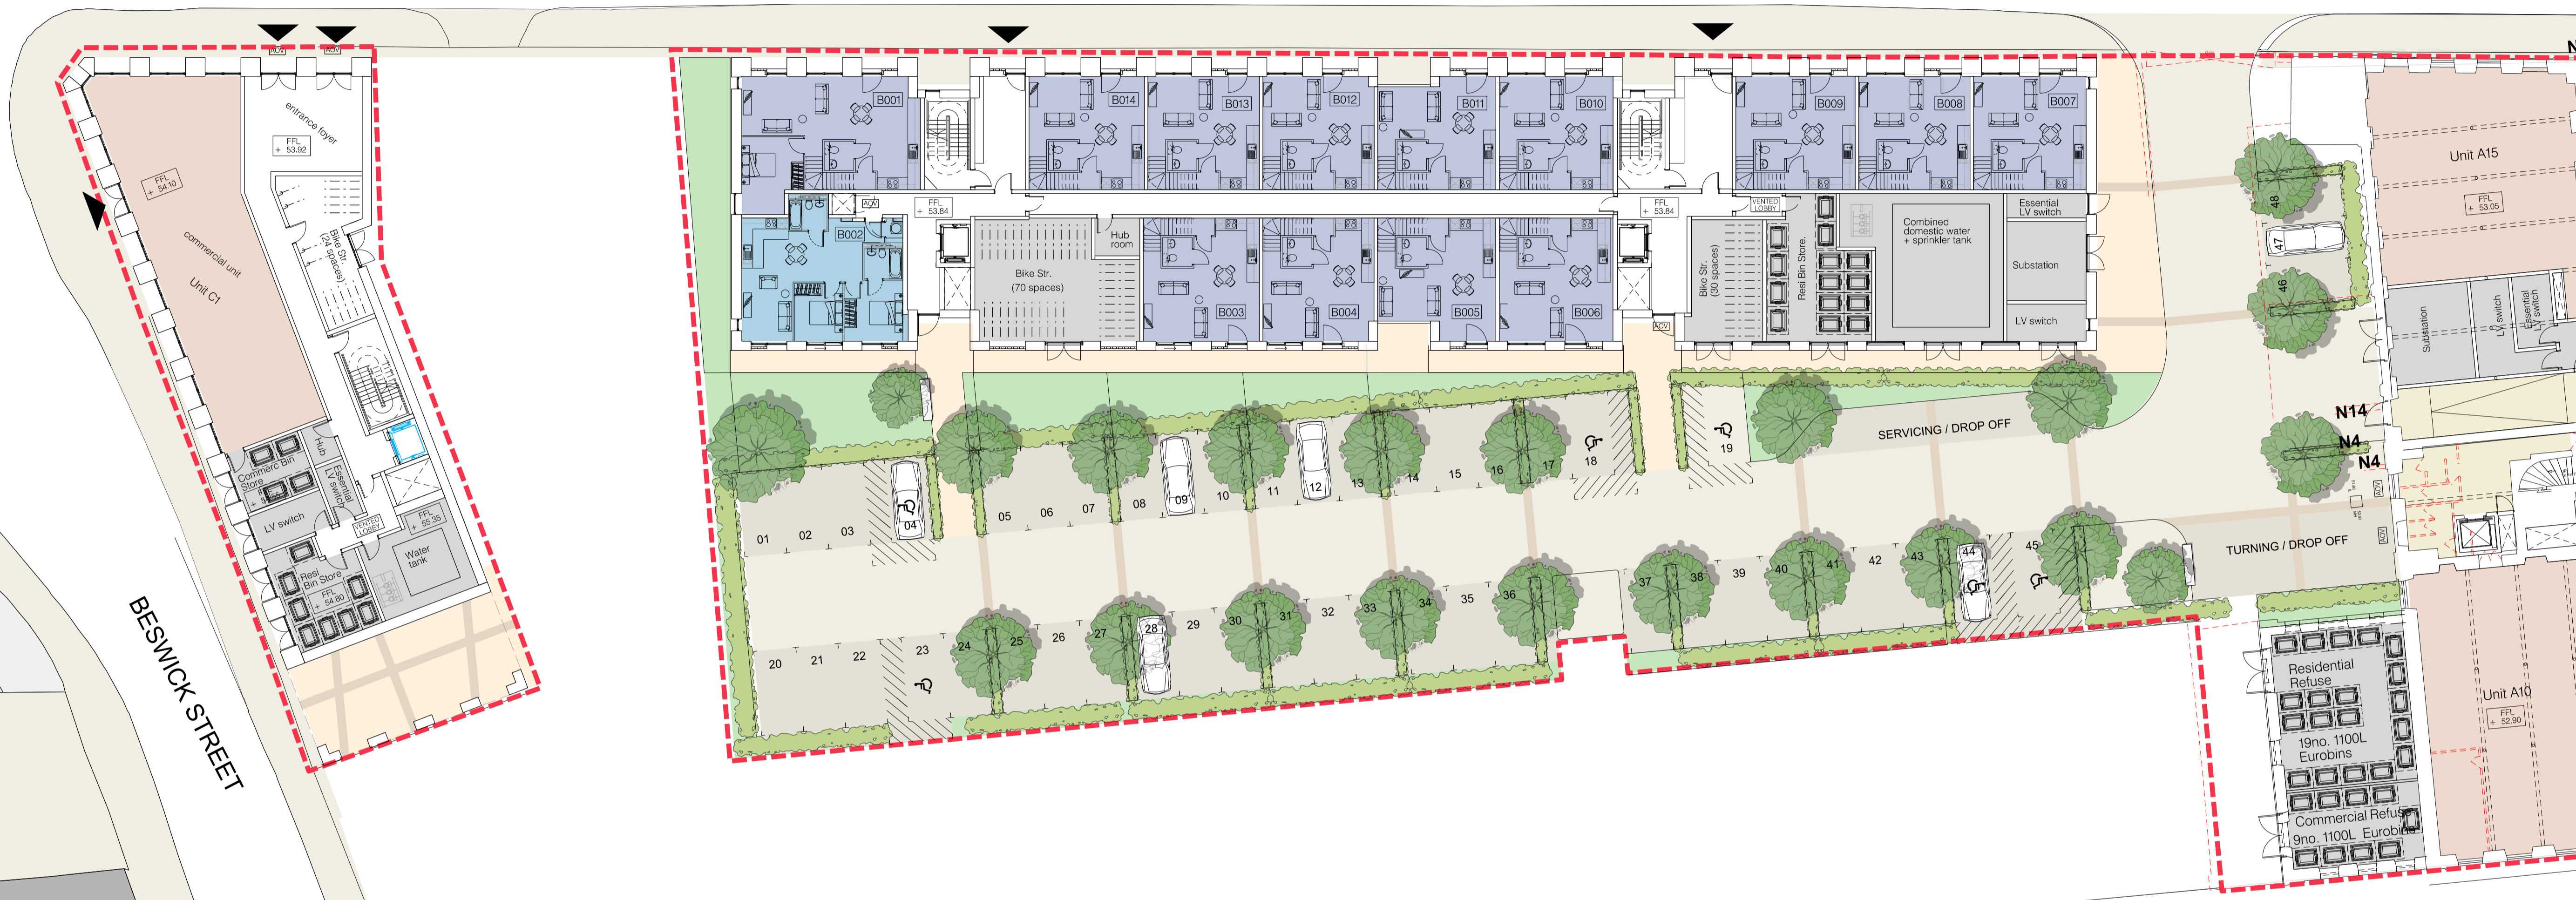 AOV
AOV
entrance foyer
FFL
+ 53.92
FFL
+ 54.10
commercial unit
Unit C1
Bike Str.
(24 spaces)
Commerc Bin
Store
Hub
Essential
LV switch
LV switch
VENTED
LOBBY
FFL
+ 55.35
Water
tank
Resi
Bin Store
FFL
+ 54.80
BESWICK STREET
B001
B014
B013
B012
B011
B010
B009
B008
B007
AOV
FFL
+ 53.84
FFL
+ 53.84
VENTED
LOBBY
B002
Hub
room
Bike Str.
(70 spaces)
B003
B004
B005
B006
AOV
Bike Str.
(30 spaces)
Resi Bin Store.
Combined
domestic water
+ sprinkler tank
Essential
LV switch
Substation
LV switch
01
02
03
04
05
06
07
08
09
10
11
12
13
14
15
16
17
18
19
SERVICING / DROP OFF
20
21
22
23
24
25
26
27
28
29
30
31
32
33
34
35
36
37
38
39
40
41
42
43
44
45
TURNING / DROP OFF
48
47
46
N
Unit A15
FFL
+ 53.05
Substation
LV switch
Essential
LV switch
N14
N4
N4
AOV
AOV
Residential
Refuse
19no. 1100L
Eurobins
Commercial Refuse
9no. 1100L Eurobins
Unit A10
FFL
+ 52.90